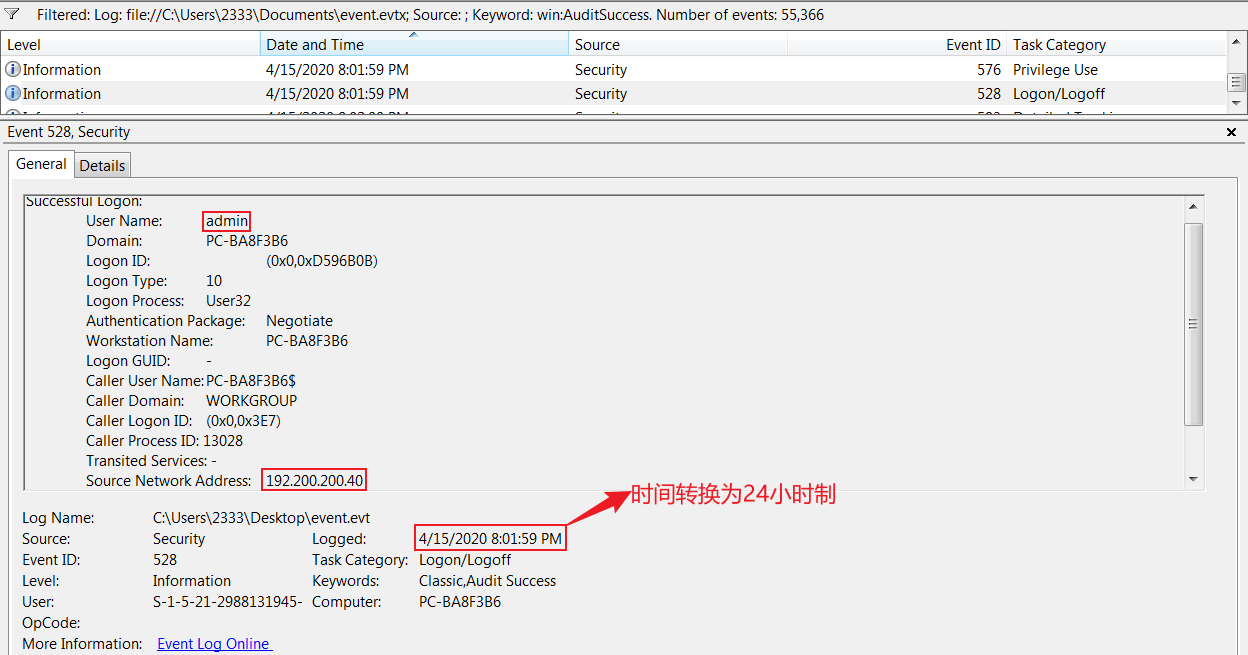 Filtered: Log: file://C:\Users\2333\Documents\event.evtx; Source: ; Keyword: win:AuditSuccess. Number of events: 55,366
Level Date and Time Source Event ID Task Category
Information 4/15/2020 8:01:59 PM Security 576 Privilege Use
Information 4/15/2020 8:01:59 PM Security 528 Logon/Logoff
Event 528, Security
General Details
Successful Logon:
User Name: admin
Domain: PC-BA8F3B6
Logon ID: (0x0,0xD596B0B)
Logon Type: 10
Logon Process: User32
Authentication Package: Negotiate
Workstation Name: PC-BA8F3B6
Logon GUID: -
Caller User Name: PC-BA8F3B6$
Caller Domain: WORKGROUP
Caller Logon ID: (0x0,0x3E7)
Caller Process ID: 13028
Transited Services: -
Source Network Address: 192.200.200.40
时间转换为24小时制
Log Name: C:\Users\2333\Desktop\event.evt
Source: Security Logged: 4/15/2020 8:01:59 PM
Event ID: 528 Task Category: Logon/Logoff
Level: Information Keywords: Classic,Audit Success
User: S-1-5-21-2988131945- Computer: PC-BA8F3B6
OpCode:
More Information: Event Log Online